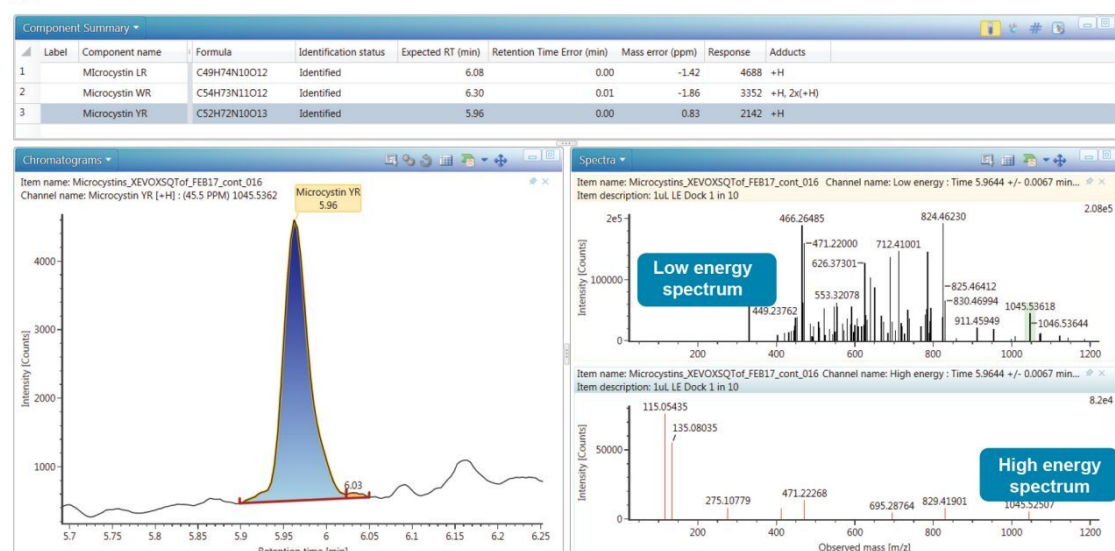 Component Summary
Label Component name Formula Identification status Expected RT (min) Retention Time Error (min) Mass error (ppm) Response Adducts
1 MIcrocystin LR C49H74N10O12 Identified 6.08 0.00 -1.42 4688 +H
2 Microcystin WR C54H73N11O12 Identified 6.30 0.01 -1.86 3352 +H, 2x(+H)
3 Microcystin YR C52H72N10O13 Identified 5.96 0.00 0.83 2142 +H
Chromatograms
Item name: Microcystins_XEVOXSQTof_FEB17_cont_016
Channel name: Microcystin YR [+H] : (45.5 PPM) 1045.5362
Microcystin YR
5.96
4000
3000
2000
1000
Intensity [Counts]
6.03
5.7 5.75 5.8 5.85 5.9 5.95 6 6.05 6.1 6.15 6.2 6.25
Retention time [min]
Spectra
Item name: Microcystins_XEVOXSQTof_FEB17_cont_016 Channel name: Low energy : Time 5.9644 +/- 0.0067 min...
Item description: 1uL LE Dock 1 in 10
2.08e5
2e5
466.26485
824.46230
471.22000
712.41001
626.37301
Low energy
spectrum
100000
553.32078
825.46412
830.46994
1045.53618
449.23762
911.45949
1046.53644
0
Intensity [Counts]
200 400 600 800 1000 1200
Item name: Microcystins_XEVOXSQTof_FEB17_cont_016 Channel name: High energy : Time 5.9644 +/- 0.0067 min...
Item description: 1uL LE Dock 1 in 10
8.2e4
115.05435
135.08035
50000
High energy
spectrum
275.10779
471.22268
695.28764
829.41901
1045.52507
0
Intensity [Counts]
200 400 600 800 1000 1200
Observed mass [m/z]